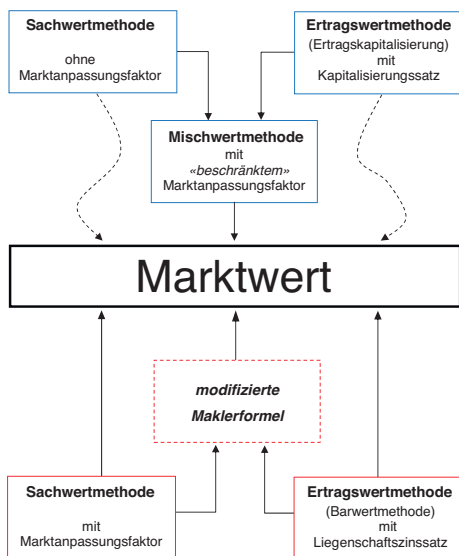 Sachwertmethode
ohne
Marktanpassungsfaktor
Ertragswertmethode
(Ertragskapitalisierung)
mit
Kapitalisierungssatz
Mischwertmethode
mit
«beschränktem»
Marktanpassungsfaktor
Marktwert
modifizierte
Maklerformel
Sachwertmethode
mit
Marktanpassungsfaktor
Ertragswertmethode
(Barwertmethode)
mit
Liegenschaftszinssatz